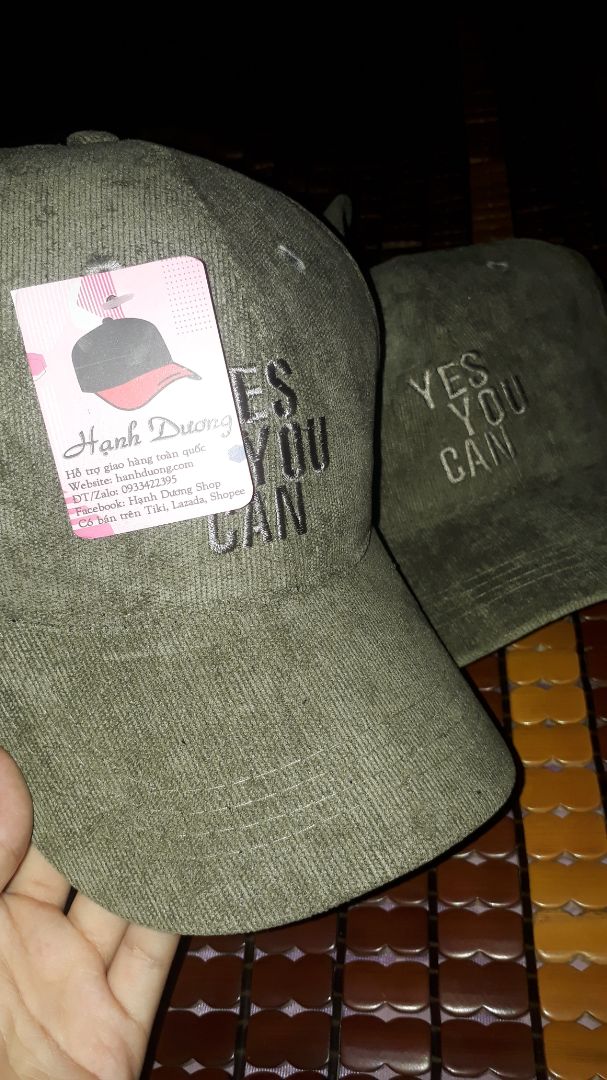 Hạnh Dương
Hỗ trợ giao hàng toàn quốc
Website: hanhduong.com
ĐT/Zalo: 0933422395
Facebook: Hạnh Dương Shop
Có bán trên Tiki, Lazada, Shopee
YES
YOU
CAN
YES
YOU
CAN